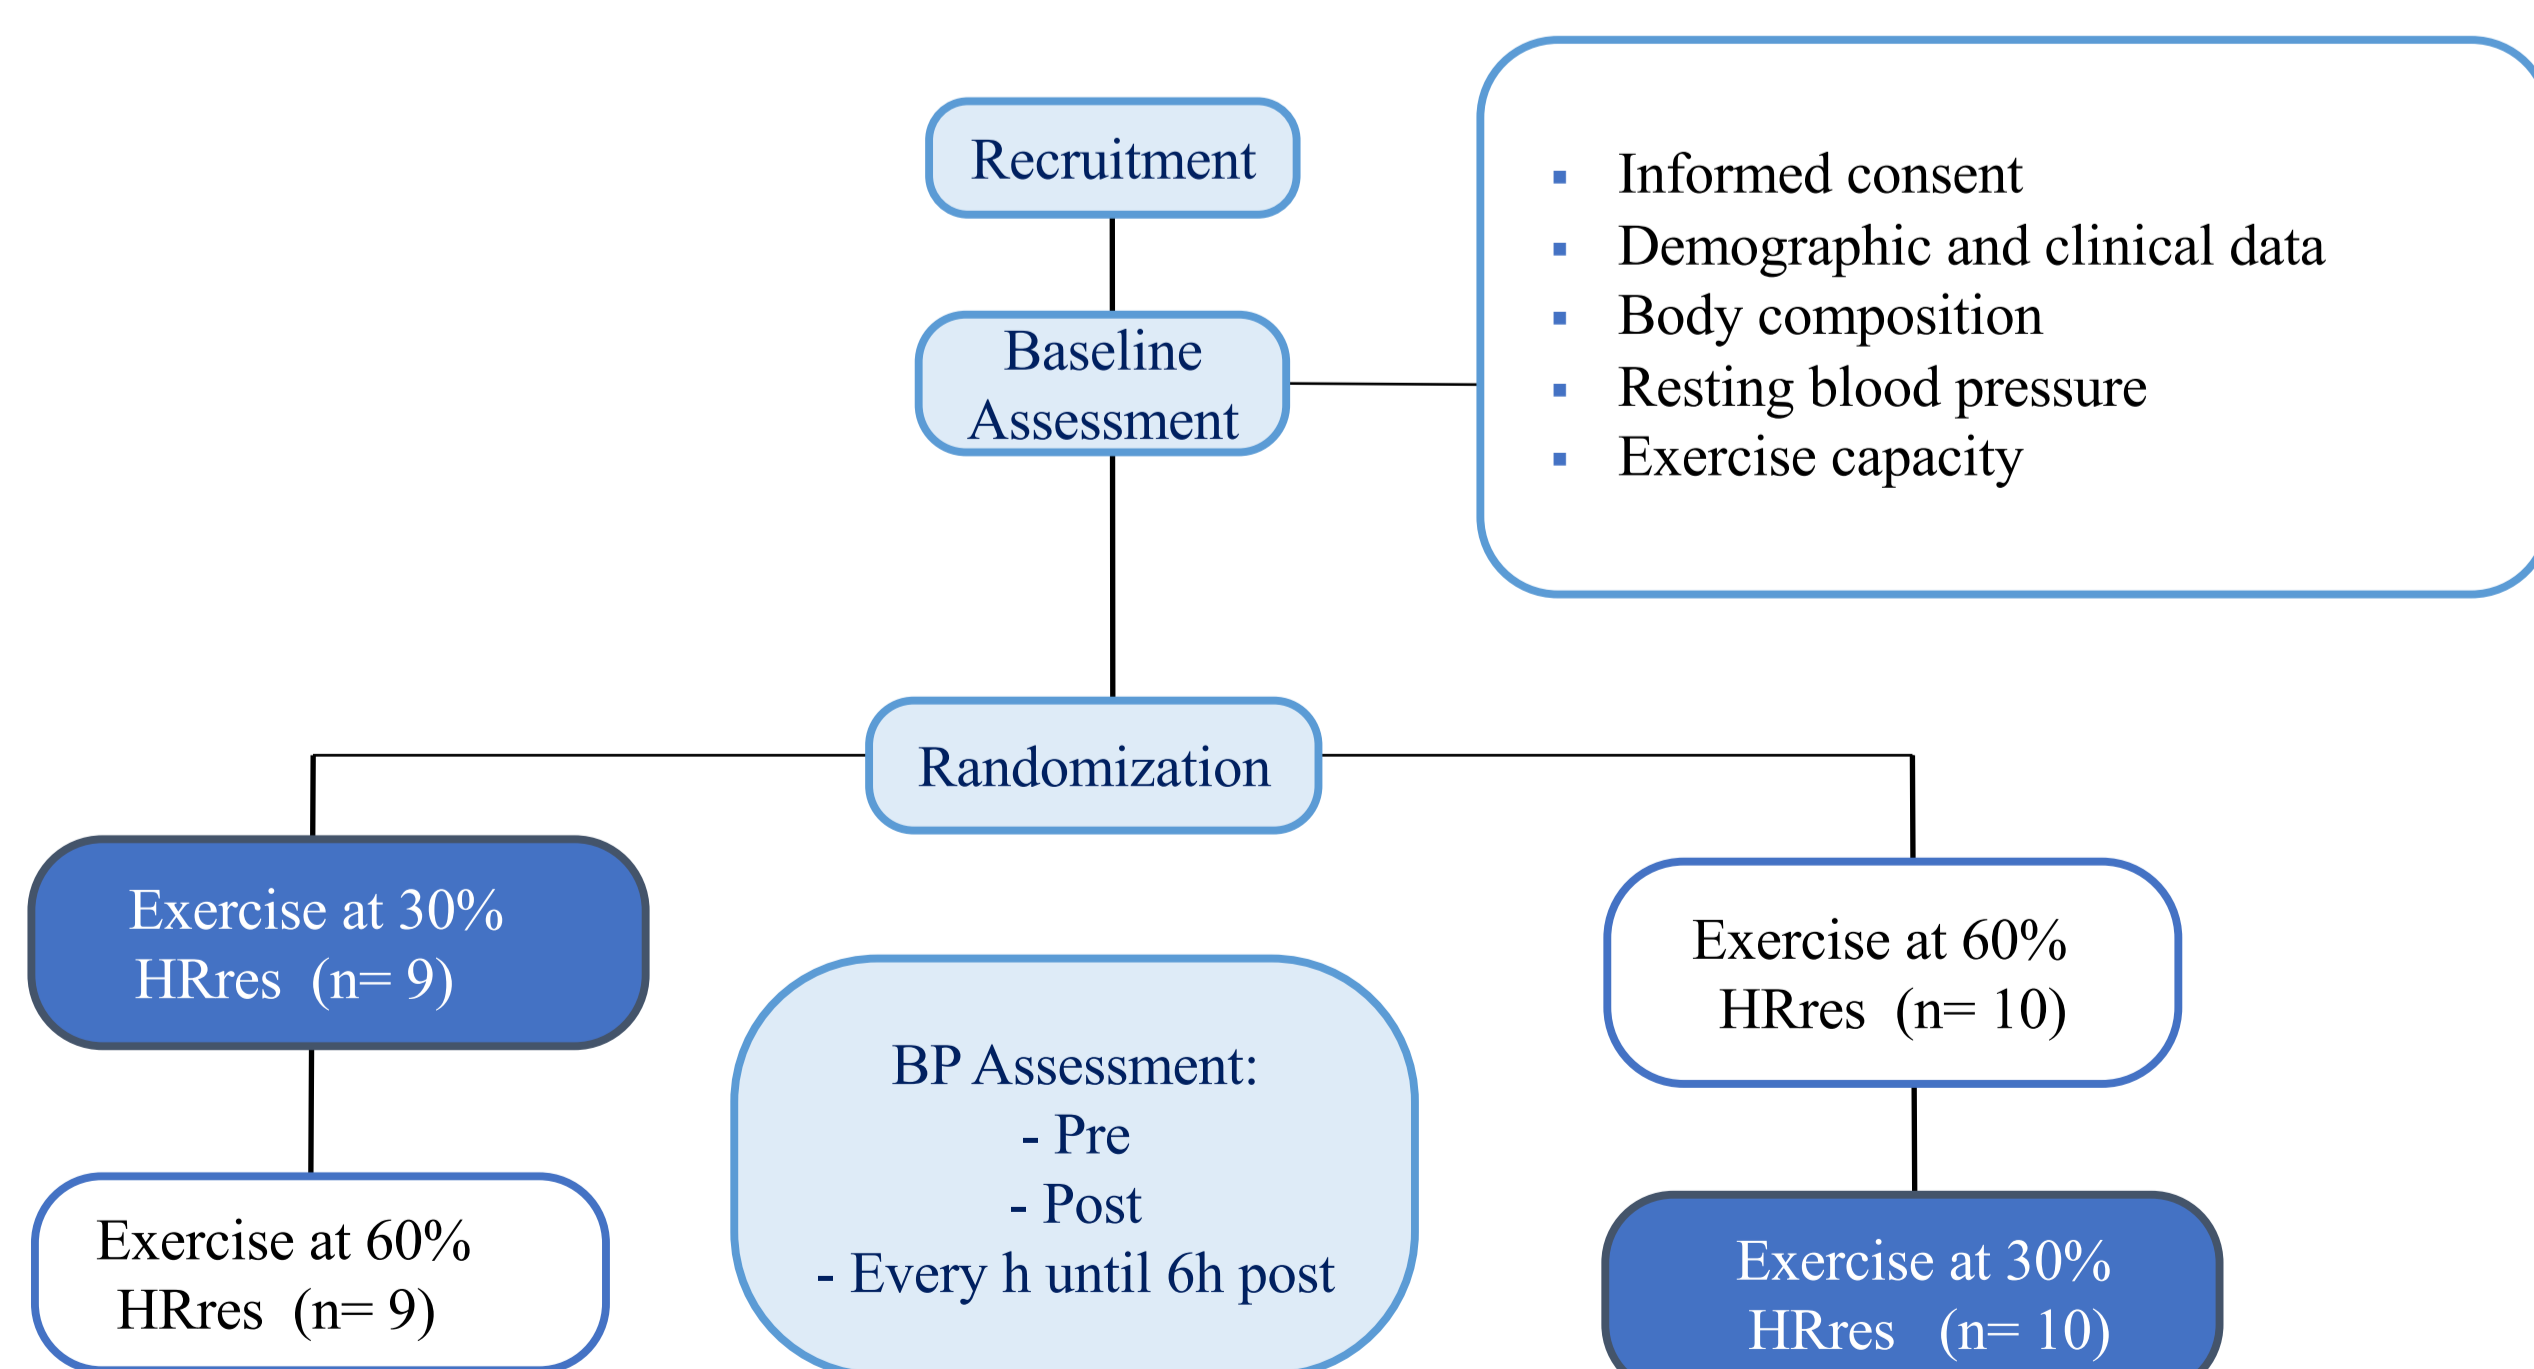 Recruitment
Baseline
Assessment
▪ Informed consent
▪ Demographic and clinical data
▪ Body composition
▪ Resting blood pressure
▪ Exercise capacity
Randomization
Exercise at 30%
HRres (n= 9)
Exercise at 60%
HRres (n= 9)
BP Assessment:
- Pre
- Post
- Every h until 6h post
Exercise at 60%
HRres (n= 10)
Exercise at 30%
HRres (n= 10)